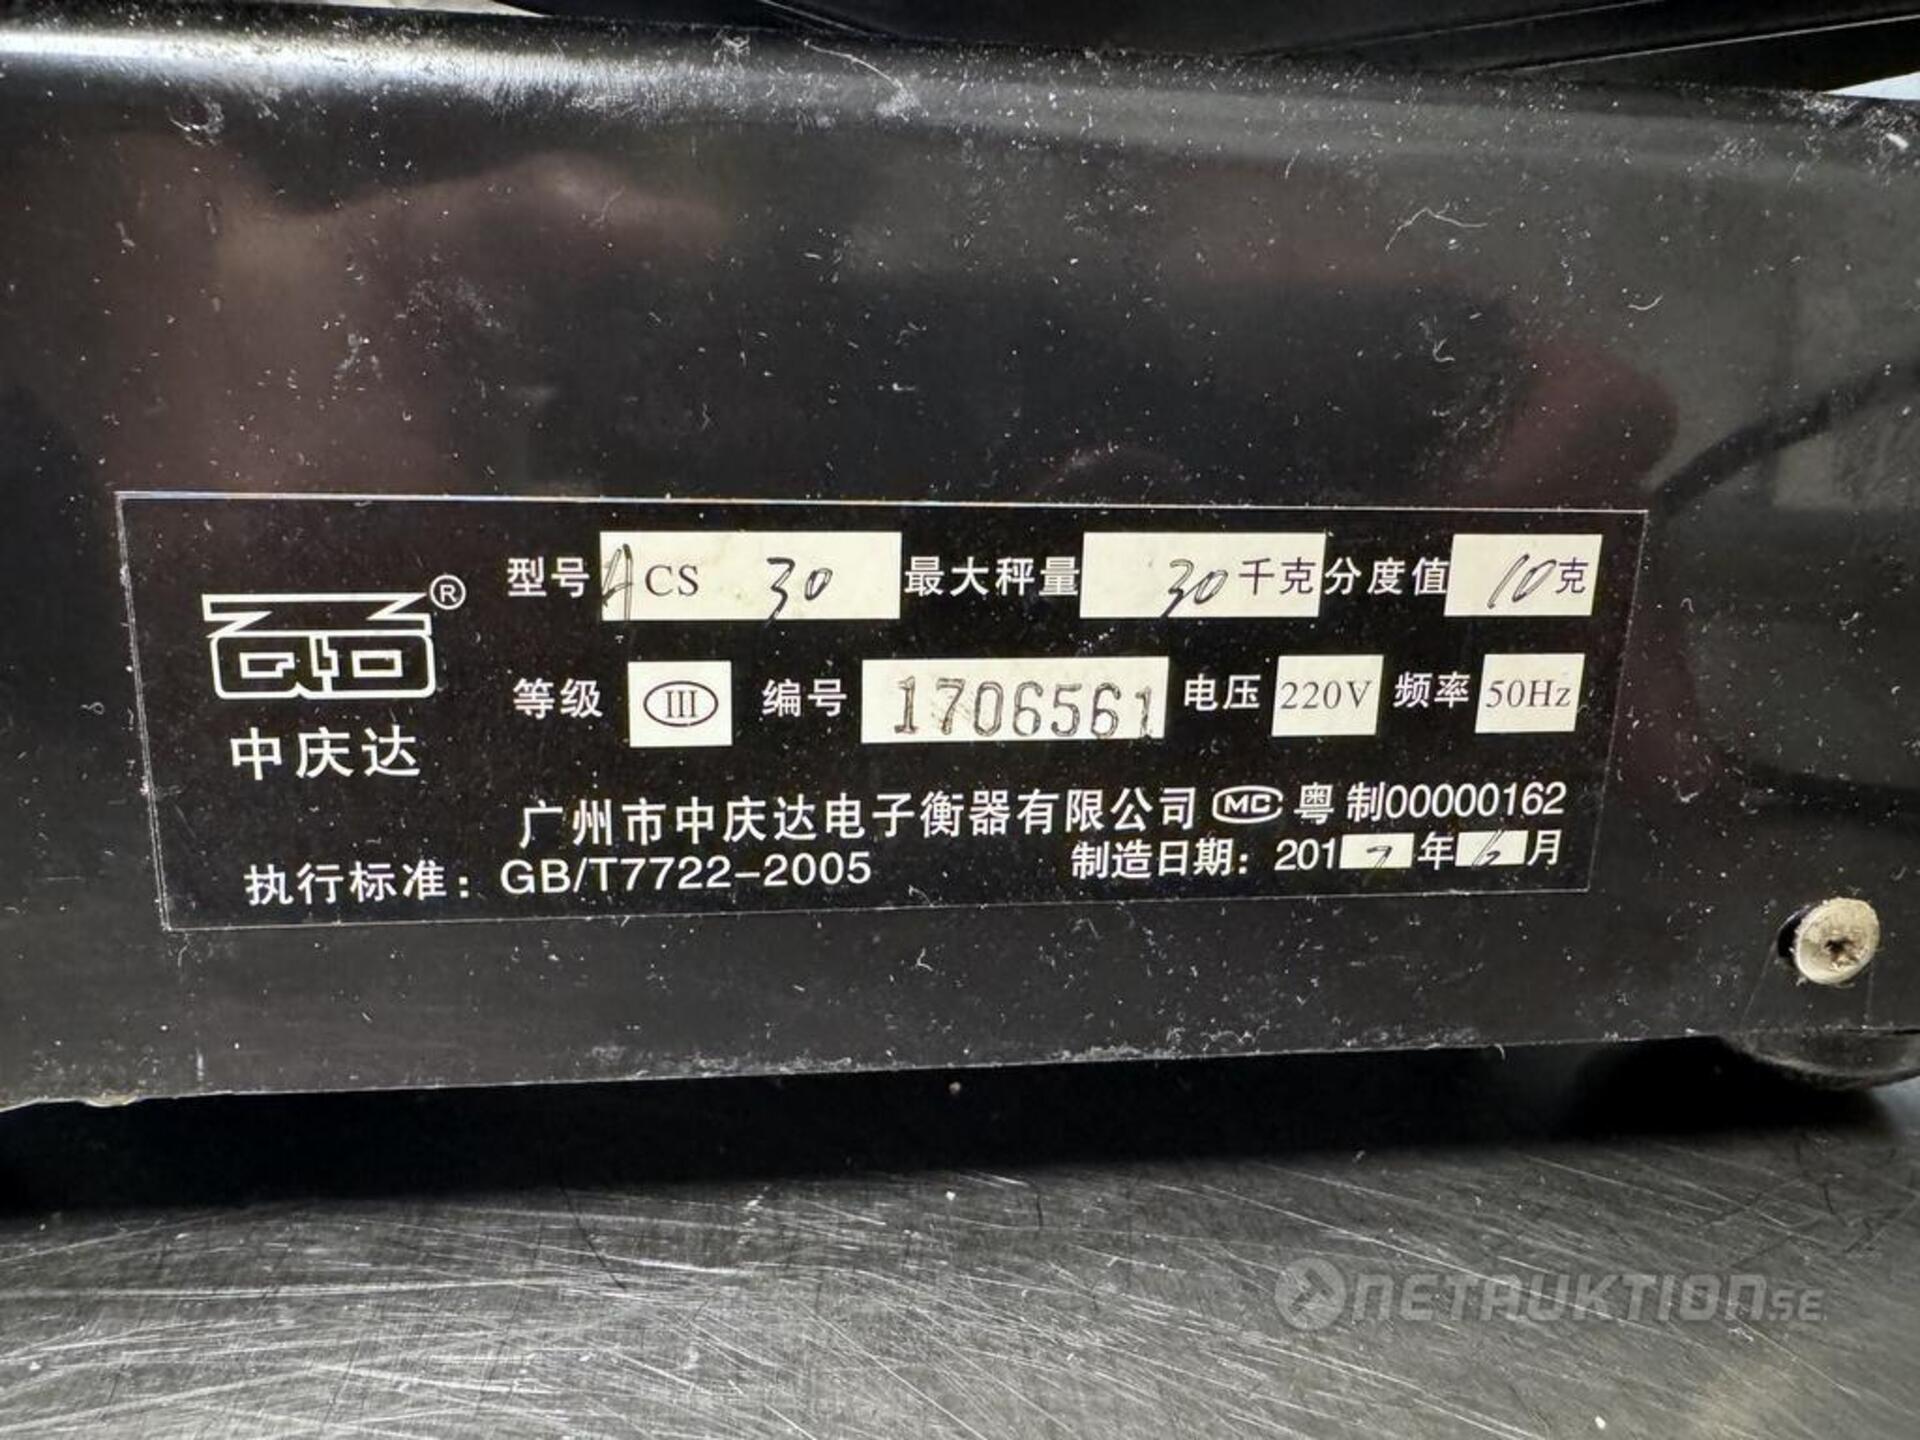 ®
中庆达
型号 ACS 30 最大秤量 30千克 分度值 10克
等级 III 编号 1706561 电压 220V 频率 50Hz
广州市中庆达电子衡器有限公司 MC 粤制00000162
执行标准：GB/T7722-2005 制造日期：2017年6月
NETAUKTION.SE